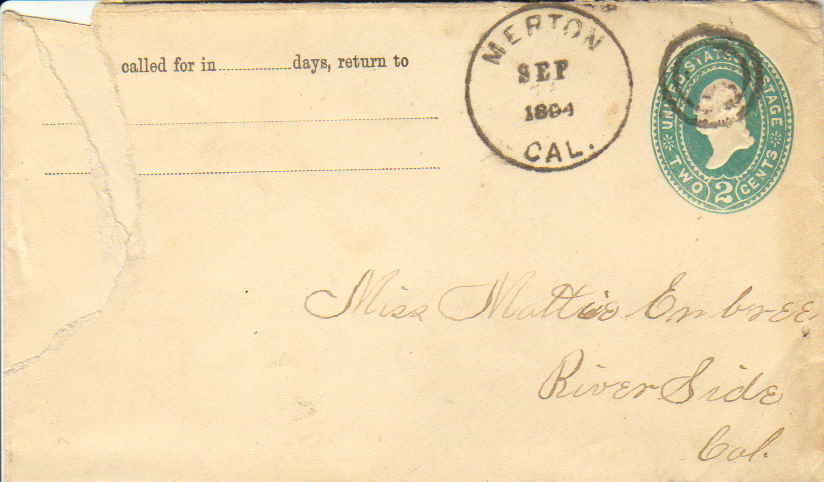 called for in..............days, return to
MERTON
SEP
1894
CAL.
UNITED STATES POSTAGE
TWO 2 CENTS
Miss Mattie Embree
River Side
Cal.